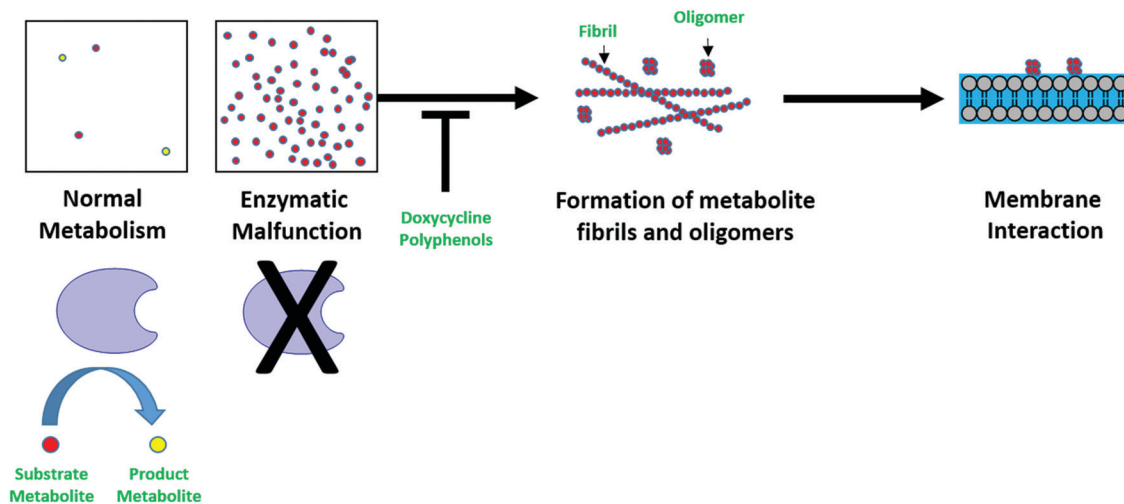 Fibril
Oligomer
Normal
Metabolism
Enzymatic
Malfunction
Doxycycline
Polyphenols
Formation of metabolite
fibrils and oligomers
Membrane
Interaction
Substrate
Metabolite
Product
Metabolite